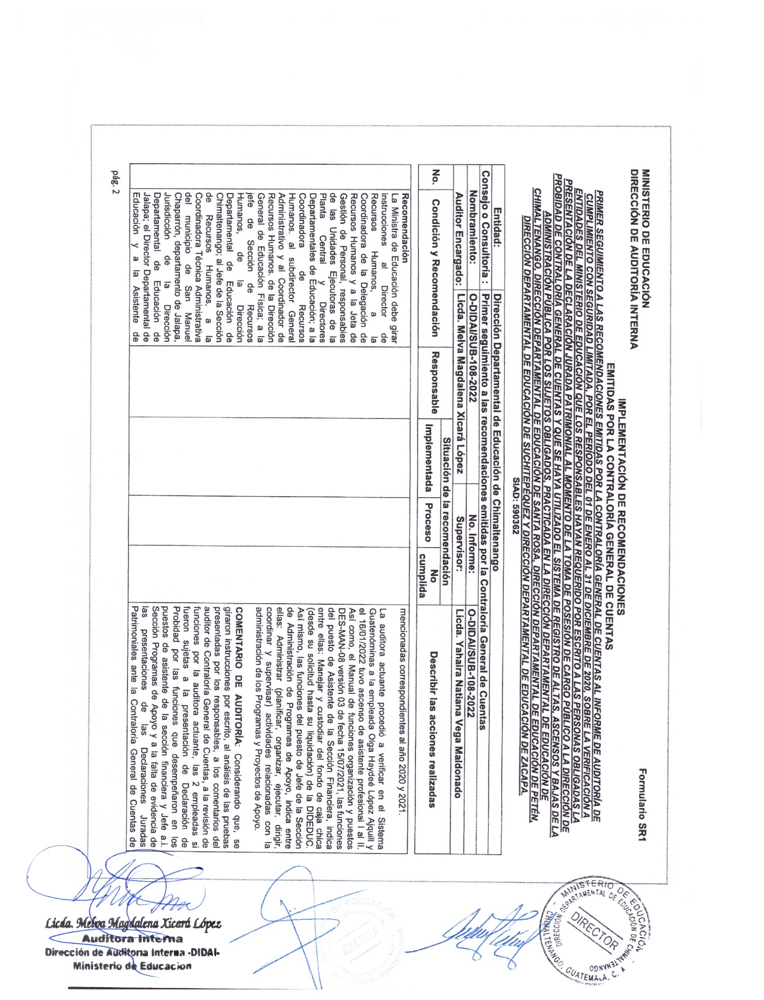 MINISTERIO DE EDUCACIÓN
DIRECCIÓN DE AUDITORÍA INTERNA
Formulario SR1
IMPLEMENTACIÓN DE RECOMENDACIONES
EMITIDAS POR LA CONTRALORÍA GENERAL DE CUENTAS
PRIMER SEGUIMIENTO A LAS RECOMENDACIONES EMITIDAS POR LA CONTRALORÍA GENERAL DE CUENTAS AL INFORME DE AUDITORÍA DE
CUMPLIMIENTO CON SEGURIDAD LIMITADA, POR EL PERÍODO DEL 01 DE ENERO AL 31 DE DICIEMBRE DE 2020, SOBRE LA VERIFICACIÓN A
ENTIDADES DEL MINISTERIO DE EDUCACIÓN QUE LOS RESPONSABLES HAYAN REQUERIDO POR ESCRITO A LAS PERSONAS OBLIGADAS LA
PRESENTACIÓN DE LA DECLARACIÓN JURADA PATRIMONIAL AL MOMENTO DE LA TOMA DE POSESIÓN DE CARGO PÚBLICO A LA DIRECCIÓN DE
PROBIDAD DE CONTRALORÍA GENERAL DE CUENTAS Y QUE SE HAYA UTILIZADO EL SISTEMA DE REGISTRO DE ALTAS, ASCENSOS Y BAJAS DE LA
ADMINISTRACIÓN PÚBLICA POR LOS SUJETOS OBLIGADOS, PRACTICADA EN LA DIRECCIÓN DEPARTAMENTAL DE EDUCACIÓN DE
CHIMALTENANGO, DIRECCIÓN DEPARTAMENTAL DE EDUCACIÓN DE SANTA ROSA, DIRECCIÓN DEPARTAMENTAL DE EDUCACIÓN DE PETÉN,
DIRECCIÓN DEPARTAMENTAL DE EDUCACIÓN DE SUCHITEPÉQUEZ Y DIRECCIÓN DEPARTAMENTAL DE EDUCACIÓN DE ZACAPA.
SIAD: 590362
Entidad: Dirección Departamental de Educación de Chimaltenango
Consejo o Consultoría : Primer seguimiento a las recomendaciones emitidas por la Contraloría General de Cuentas
Nombramiento: O-DIDAI/SUB-108-2022 No. Informe: O-DIDAI/SUB-108-2022
Auditor Encargado: Licda. Melva Magdalena Xicará López Supervisor: Licda. Yahaira Natiana Vega Maldonado
No. Condición y Recomendación Responsable Situación de la recomendación Describir las acciones realizadas
Implementada Proceso No cumplida
Recomendación
La Ministra de Educación debe girar
instrucciones al Director de
Recursos Humanos, a la
Coordinadora de la Delegación de
Recursos Humanos y a la Jeta de
Gestión de Personal, responsables
de las Unidades Ejecutoras de la
Planta Central y Directores
Departamentales de Educación; a la
Coordinadora de Recursos
Humanos. al subdirector General
Administrativo y al Coordinador de
Recursos Humanos. de la Dirección
General de Educación Física; a la
jefe de Sección de Recursos
Humanos, de la Dirección
Departamental de Educación de
Chimaltenango; al Jefe de la Sección
de Recursos Humanos, a la
Coordinadora Técnica Administrativa
del municipio de San Manuel
Chaparrón, departamento de Jalapa,
Jurisdicción de la Dirección
Departamental de Educación de
Jalapa; el Director Departamental de
Educación y a la Asistente de
mencionadas correspondientes al año 2020 y 2021.
La auditora actuante procedió a verificar en el Sistema
Guatenóminas a la empleada Olga Haydeé López Ajquill y
el 16/01/2022 tuvo ascenso de asistente profesional I al II.
Así como, el Manual de funciones organización y puestos
DES-MAN-08 versión 03 de fecha 15/07/2021, las funciones
del puesto de Asistente de la Sección Financiera, indica
entre ellas: Manejar y custodiar del fondo de caja chica
(desde su solicitud hasta su liquidación) de la DIDEDUC.
Así mismo, las funciones del puesto de Jefe de la Sección
de Administración de Programas de Apoyo, indica entre
ellas: Administrar (planificar, organizar, ejecutar, dirigir,
coordinar y supervisar) actividades relacionadas con la
administración de los Programas y Proyectos de Apoyo.
COMENTARIO DE AUDITORÍA: Considerando que, se
giraron instrucciones por escrito, al análisis de las pruebas
presentadas por los responsables, a los comentarios del
auditor de Contraloría General de Cuentas, a la revisión de
funciones por la auditora actuante, las 2 empleadas si
fueron sujetas a la presentación de Declaración de
Probidad por las funciones que desempeñaron en los
puestos de asistente de la sección financiera y Jefe a.i.
Sección Programas de Apoyo y a la falta de evidencia de
las presentaciones de las Declaraciones Juradas
Patrimoniales ante la Contraloría General de Cuentas de
pág. 2
Licda. Melva Magdalena Xicará López
Auditora Interna
Dirección de Auditoria Interna -DIDAI-
Ministerio de Educacion
MINISTERIO DE EDUCACIÓN
DIRECCIÓN DEPARTAMENTAL DE EDUCACIÓN DE CHIMALTENANGO
DIRECTOR
CHIMALTENANGO, GUATEMALA, C. A.